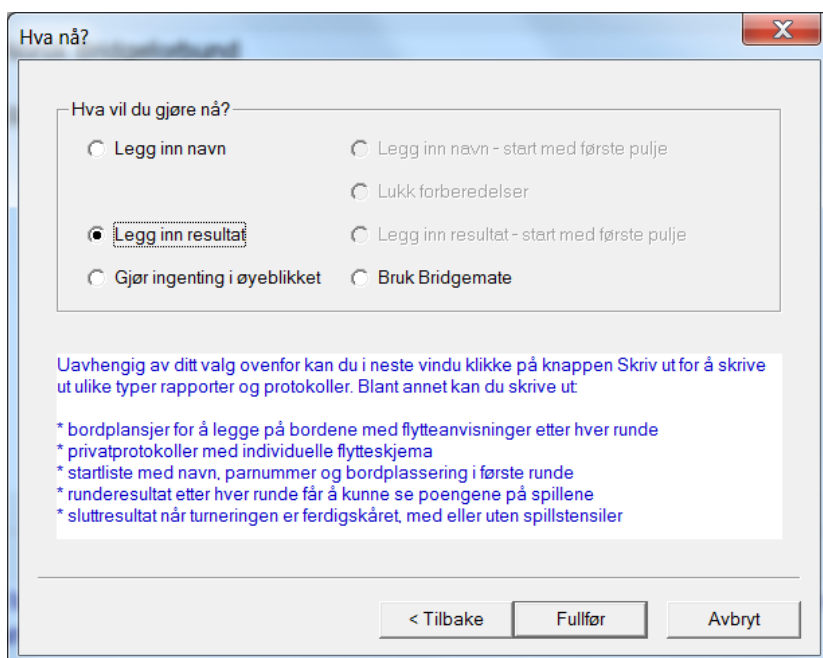 Hva nå?
Bridgeforbund
Hva vil du gjøre nå?
Legg inn navn
Legg inn navn - start med første pulje
Lukk forberedelser
Legg inn resultat
Legg inn resultat - start med første pulje
Gjør ingenting i øyeblikket
Bruk Bridgemate
Uavhengig av ditt valg ovenfor kan du i neste vindu klikke på knappen Skriv ut for å skrive
ut ulike typer rapporter og protokoller. Blant annet kan du skrive ut:
* bordplansjer for å legge på bordene med flytteanvisninger etter hver runde
* privatprotokoller med individuelle flytteskjema
* startliste med navn, parnummer og bordplassering i første runde
* runderesultat etter hver runde får å kunne se poengene på spillene
* sluttresultat når turneringen er ferdigskåret, med eller uten spillstensiler
< Tilbake
Fullfør
Avbryt